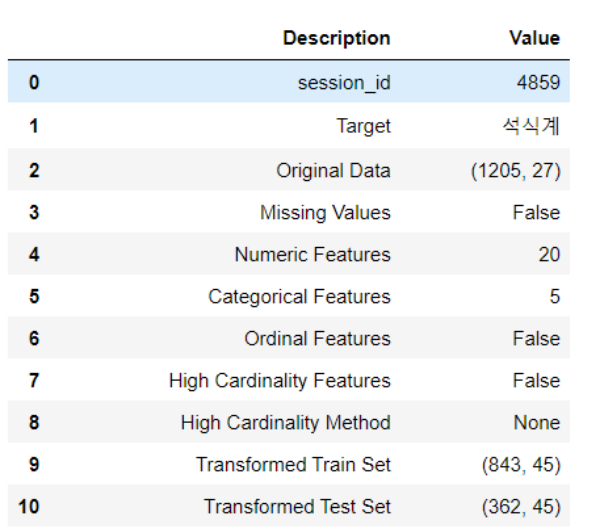 Description Value
0 session_id 4859
1 Target 석식계
2 Original Data (1205, 27)
3 Missing Values False
4 Numeric Features 20
5 Categorical Features 5
6 Ordinal Features False
7 High Cardinality Features False
8 High Cardinality Method None
9 Transformed Train Set (843, 45)
10 Transformed Test Set (362, 45)